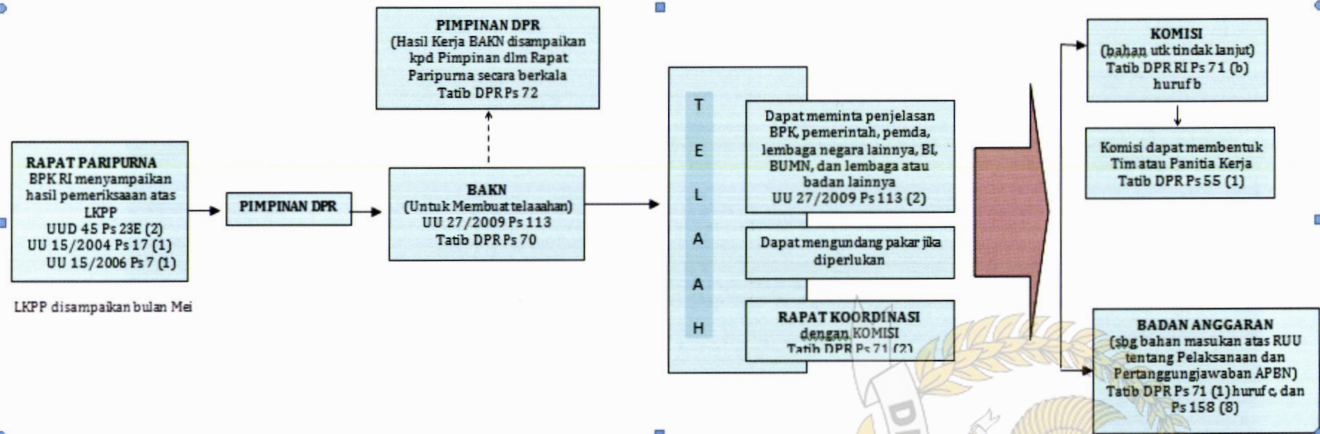 RAPAT PARIPURNA
BPK RI menyampaikan
hasil pemeriksaaan atas
LKPP
UUD 45 Ps 23E (2)
UU 15/2004 Ps 17 (1)
UU 15/2006 Ps 7 (1)
LKPP disampaikan bulan Mei
PIMPINAN DPR
PIMPINAN DPR
(Hasil Kerja BAKN disampaikan
kpd Pimpinan dlm Rapat
Paripurna secara berkala
Tatib DPR Ps 72
BAKN
(Untuk Membuat telaaahan)
UU 27/2009 Ps 113
Tatib DPR Ps 70
T
E
L
A
A
H
Dapat meminta penjelasan
BPK, pemerintah, pemda,
lembaga negara lainnya, BI,
BUMN, dan lembaga atau
badan lainnya
UU 27/2009 Ps 113 (2)
Dapat mengundang pakar jika
diperlukan
RAPAT KOORDINASI
dengan KOMISI
Tatib DPR Ps 71 (2)
KOMISI
(bahan utk tindak lanjut)
Tatib DPR RI Ps 71 (b)
huruf b
Komisi dapat membentuk
Tim atau Panitia Kerja
Tatib DPR Ps 55 (1)
BADAN ANGGARAN
(sbg bahan masukan atas RUU
tentang Pelaksanaan dan
Pertanggungjawaban APBN)
Tatib DPR Ps 71 (1) huruf c, dan
Ps 158 (8)